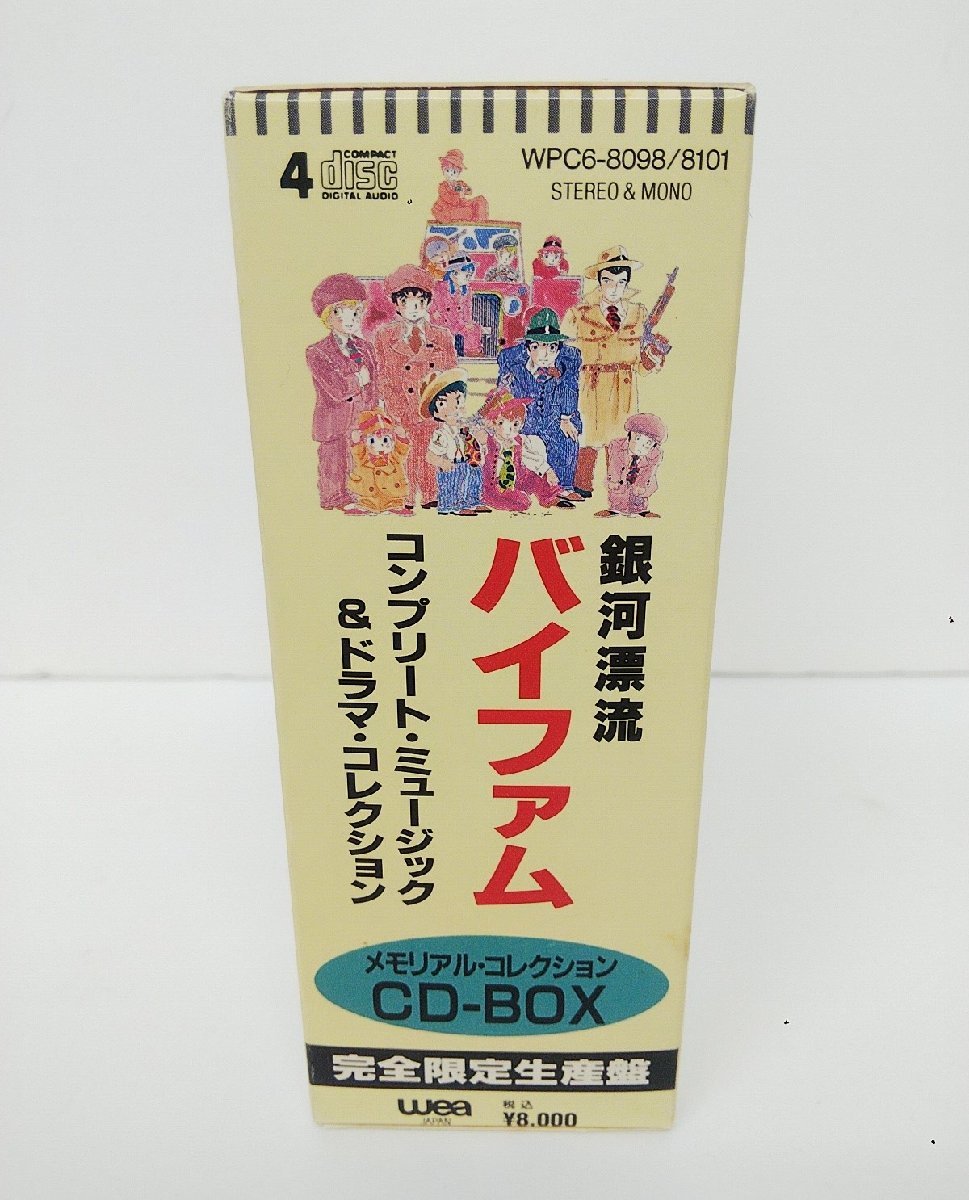 4 COMPACT disc DIGITAL AUDIO
WPC6-8098/8101
STEREO & MONO
銀河漂流
バイファム
コンプリート・ミュージック
&ドラマ・コレクション
メモリアル・コレクション
CD-BOX
完全限定生産盤
wea
JAPAN
税込
¥8.000